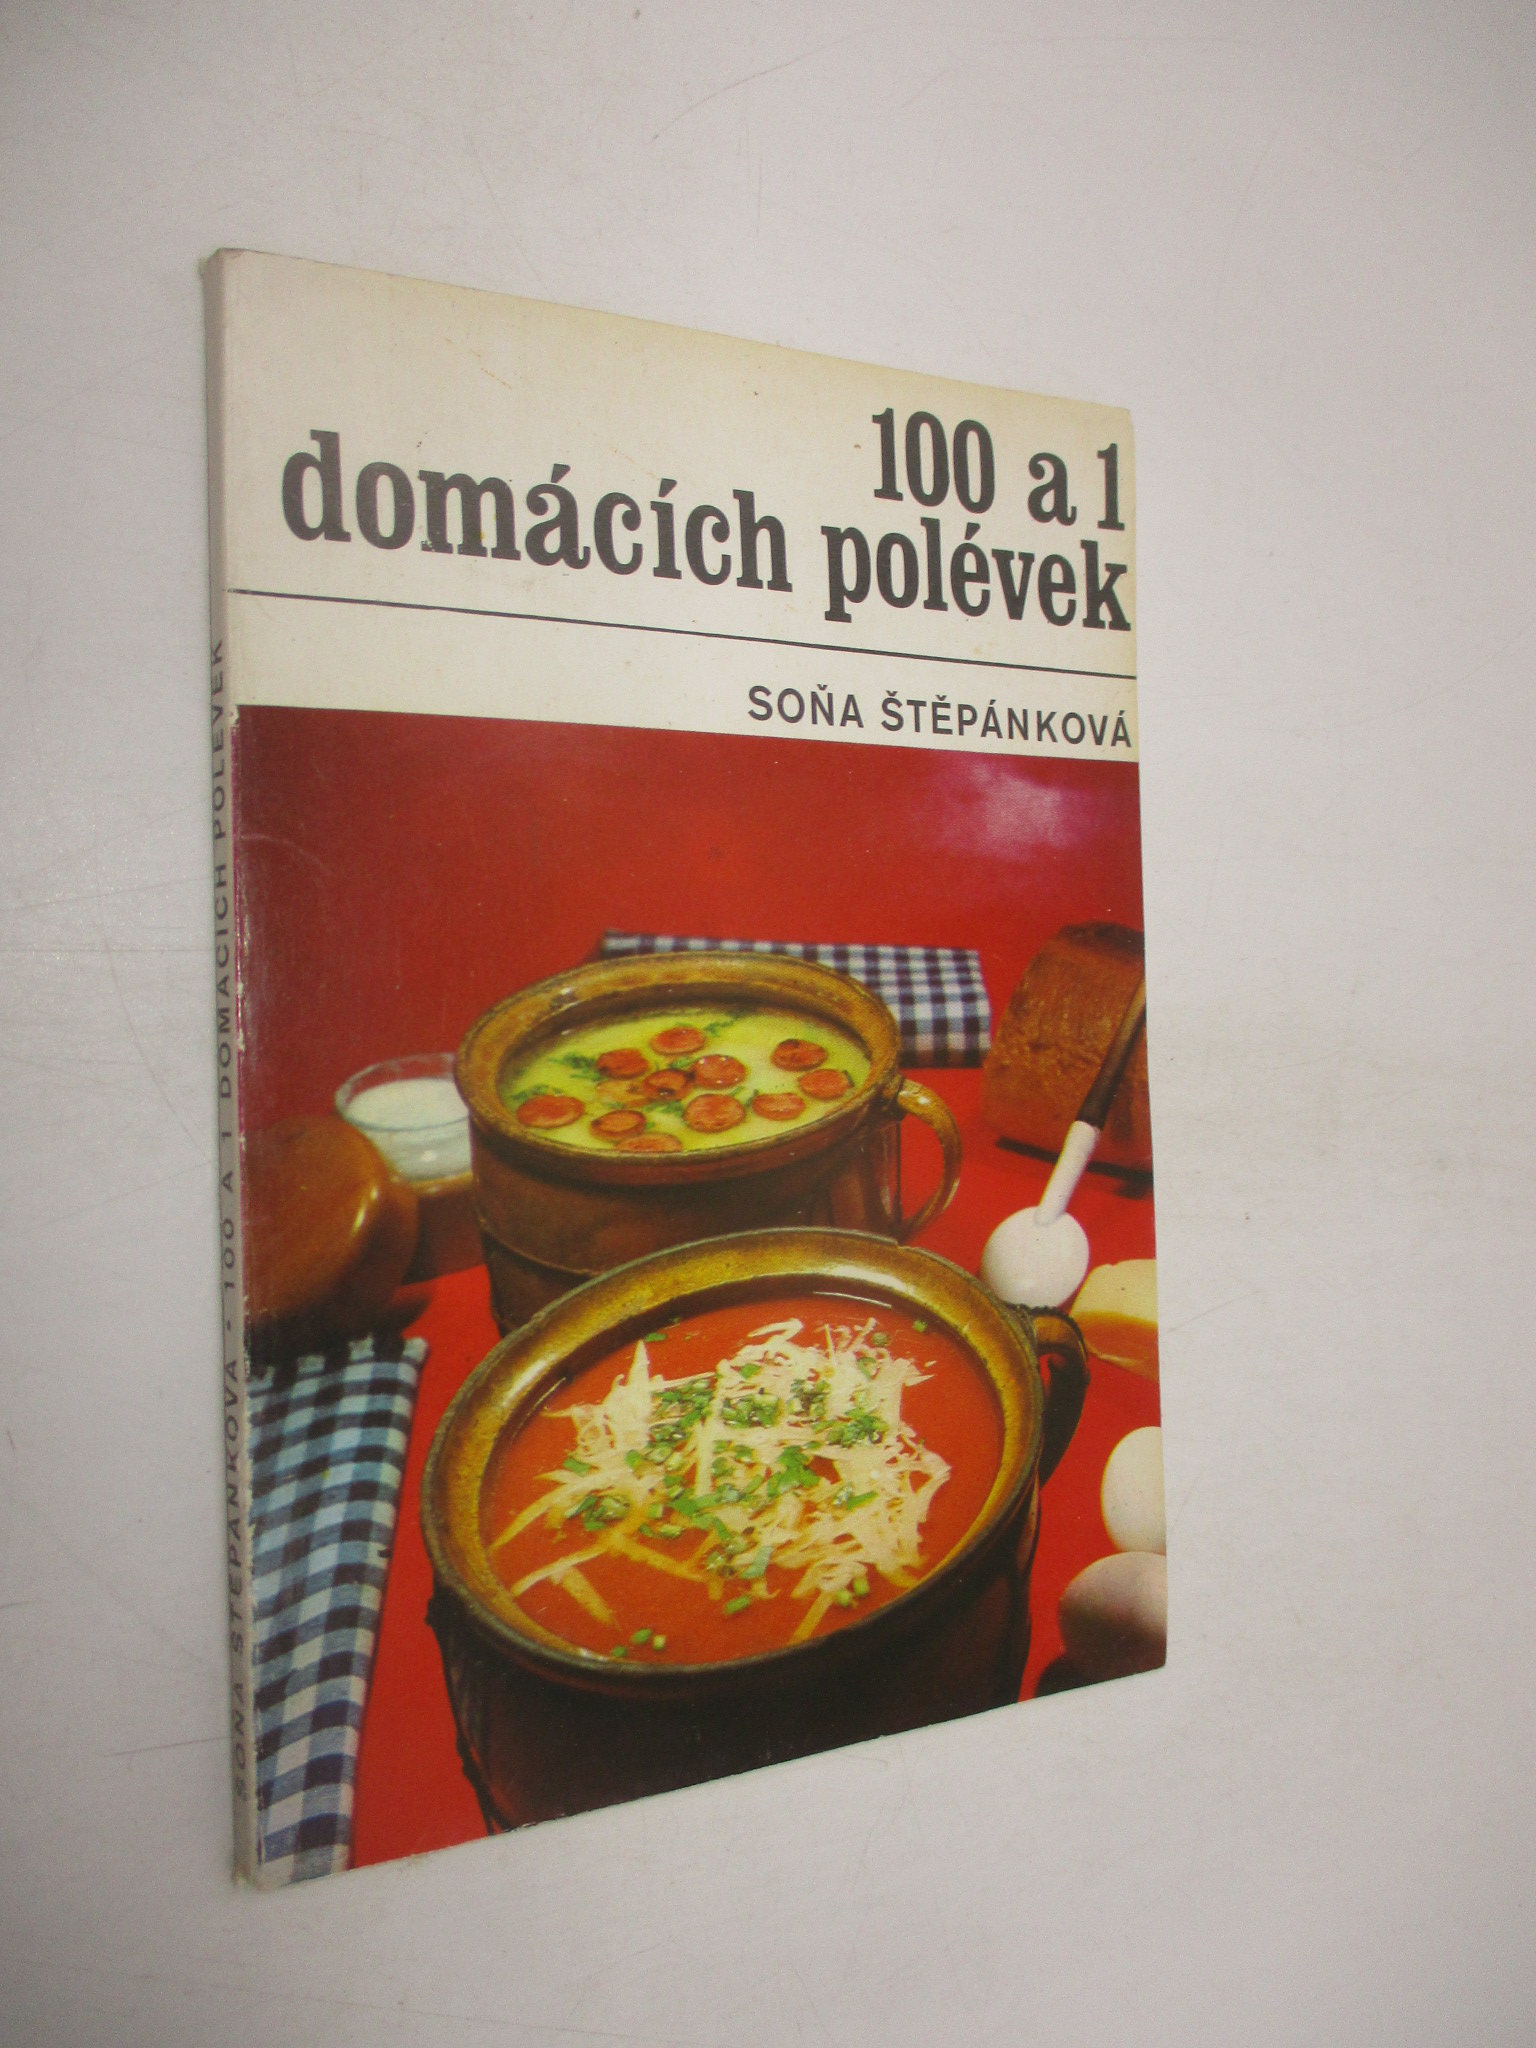 100 a 1
domácích polévek
SOŇA ŠTĚPÁNKOVÁ
SOŇA ŠTĚPÁNKOVÁ - 100 A 1 DOMÁCÍCH POLÉVEK